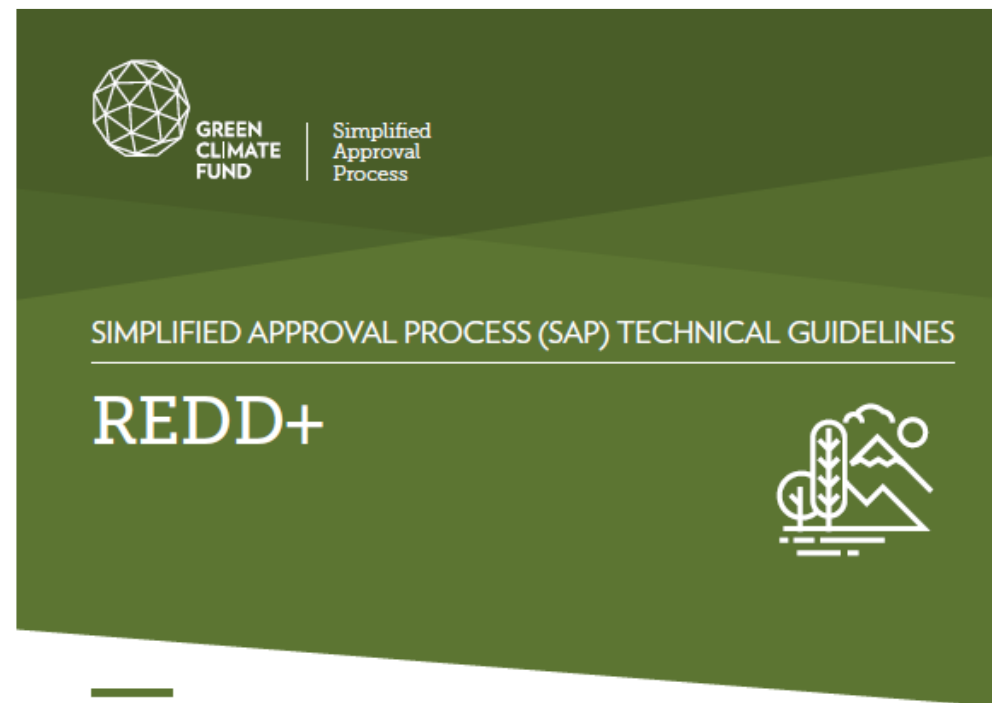 GREEN
CLIMATE
FUND
Simplified
Approval
Process
SIMPLIFIED APPROVAL PROCESS (SAP) TECHNICAL GUIDELINES
REDD+